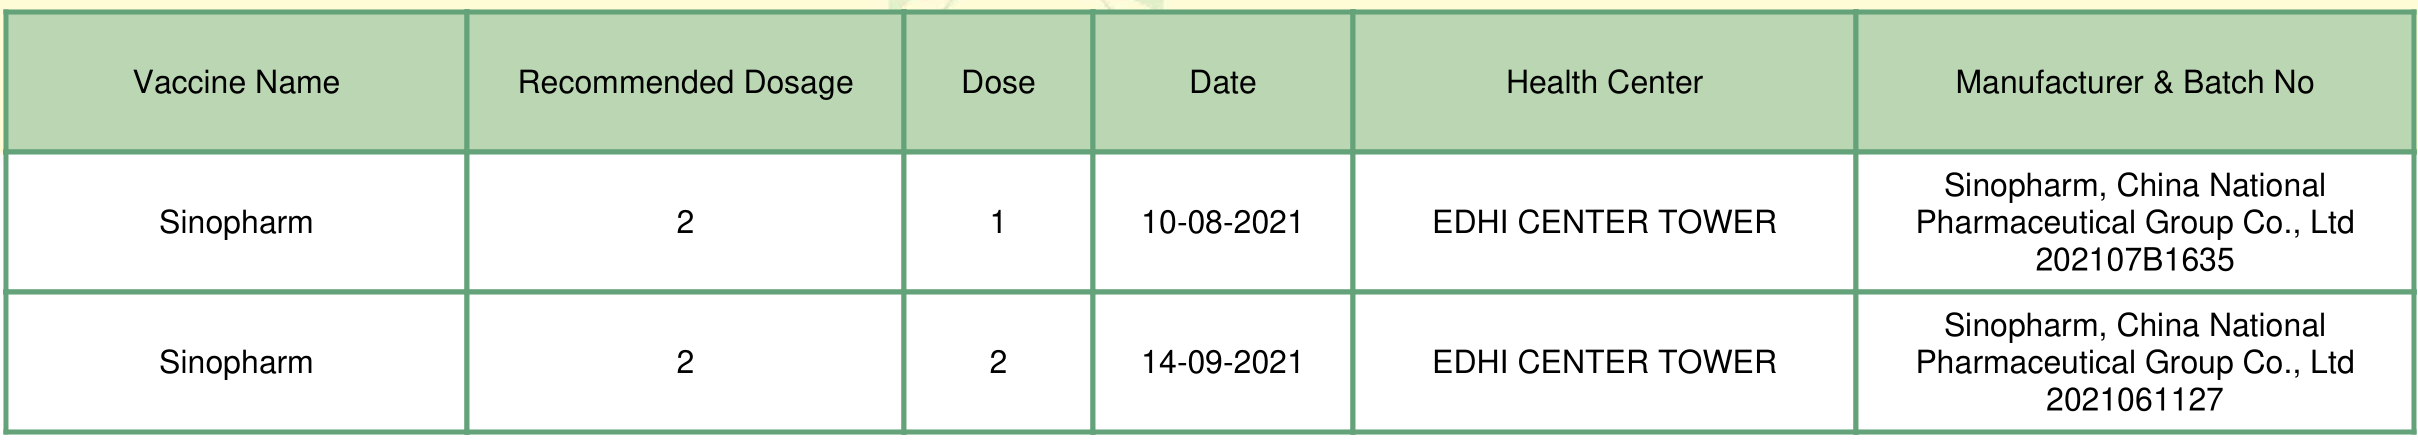 Vaccine Name Recommended Dosage Dose Date Health Center Manufacturer & Batch No
Sinopharm 2 1 10-08-2021 EDHI CENTER TOWER Sinopharm, China National
Pharmaceutical Group Co., Ltd
202107B1635
Sinopharm 2 2 14-09-2021 EDHI CENTER TOWER Sinopharm, China National
Pharmaceutical Group Co., Ltd
2021061127